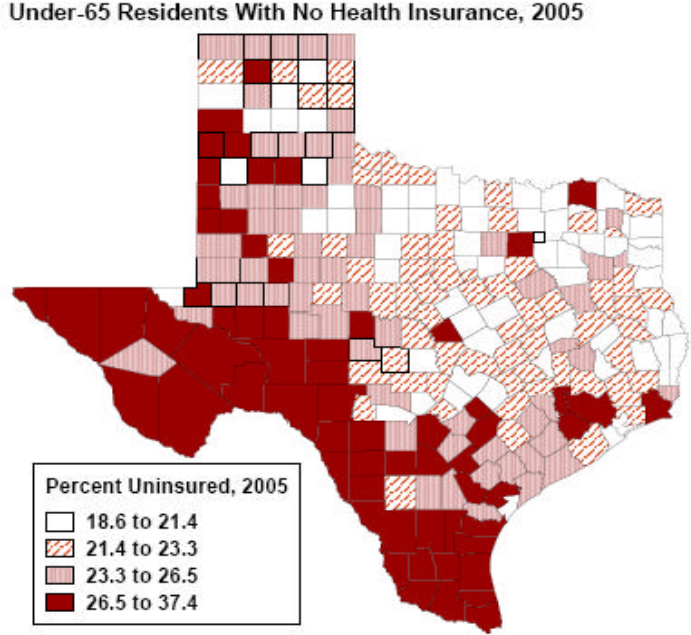 Under-65 Residents With No Health Insurance, 2005
Percent Uninsured, 2005
18.6 to 21.4
21.4 to 23.3
23.3 to 26.5
26.5 to 37.4